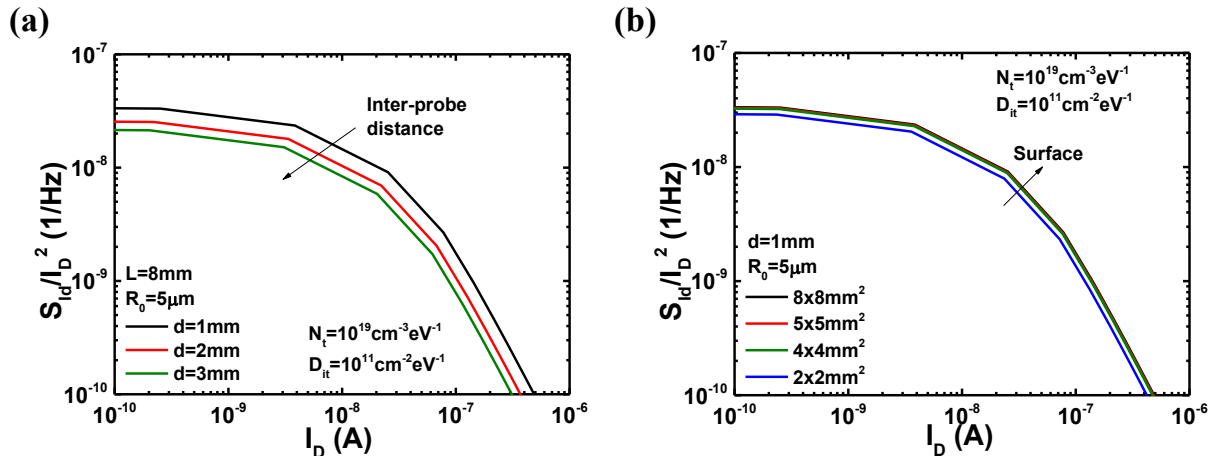 (a)
S_Id/I_D^2 (1/Hz)
10^-7
10^-8
10^-9
10^-10
Inter-probe
distance
L=8mm
R_0=5μm
d=1mm
d=2mm
d=3mm
N_t=10^19cm^-3eV^-1
D_it=10^11cm^-2eV^-1
10^-10 10^-9 10^-8 10^-7 10^-6
I_D (A)
(b)
S_Id/I_D^2 (1/Hz)
10^-7
10^-8
10^-9
10^-10
N_t=10^19cm^-3eV^-1
D_it=10^11cm^-2eV^-1
Surface
d=1mm
R_0=5μm
8x8mm^2
5x5mm^2
4x4mm^2
2x2mm^2
10^-10 10^-9 10^-8 10^-7 10^-6
I_D (A)